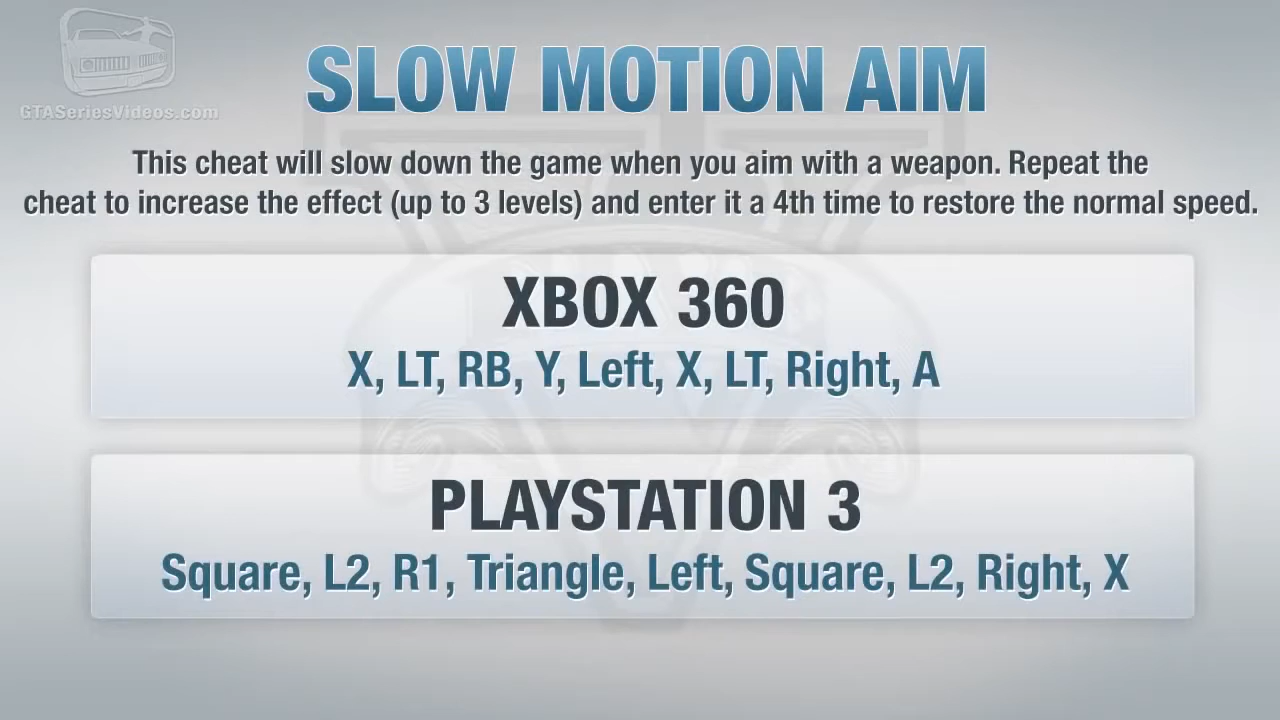 GTASeriesVideos.com
SLOW MOTION AIM
This cheat will slow down the game when you aim with a weapon. Repeat the
cheat to increase the effect (up to 3 levels) and enter it a 4th time to restore the normal speed.
XBOX 360
X, LT, RB, Y, Left, X, LT, Right, A
PLAYSTATION 3
Square, L2, R1, Triangle, Left, Square, L2, Right, X